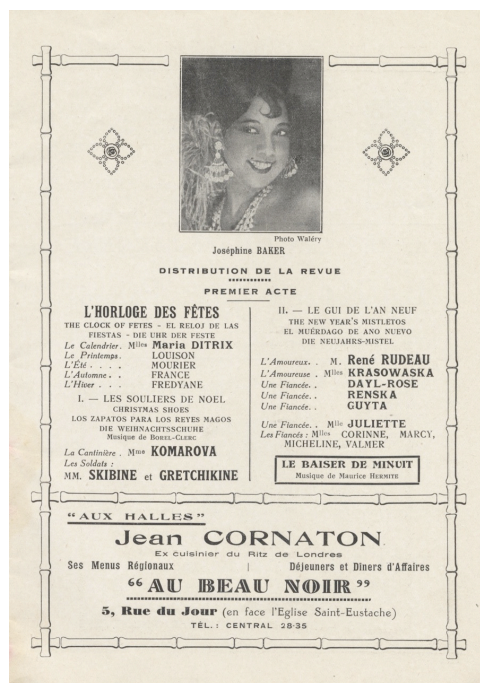 Photo Waléry
Joséphine BAKER
DISTRIBUTION DE LA REVUE
PREMIER ACTE
L'HORLOGE DES FÊTES
THE CLOCK OF FETES - EL RELOJ DE LAS
FIESTAS - DIE UHR DER FESTE
Le Calendrier. Mlles Maria DITRIX
Le Printemps. LOUISON
L'Été . . . . MOURIER
L'Automne . . FRANCE
L'Hiver . . . FREDYANE
I. — LES SOULIERS DE NOEL
CHRISTMAS SHOES
LOS ZAPATOS PARA LOS REYES MAGOS
DIE WEIHNACHTSSCHUHE
Musique de BOREL-CLERC
La Cantinière . Mme KOMAROVA
Les Soldats :
MM. SKIBINE et GRETCHIKINE
II. — LE GUI DE L'AN NEUF
THE NEW YEAR'S MISTLETOS
EL MUÉRDAGO DE ANO NUEVO
DIE NEUJAHRS-MISTEL
L'Amoureux. . M. René RUDEAU
L'Amoureuse . Mlles KRASOWASKA
Une Fiancée. . DAYL-ROSE
Une Fiancée. . RENSKA
Une Fiancée. . GUYTA
Une Fiancée. . Mlle JULIETTE
Les Fiancés : Mlles CORINNE, MARCY,
MICHELINE, VALMER
LE BAISER DE MINUIT
Musique de Maurice HERMITE
"AUX HALLES"
Jean CORNATON
Ex cuisinier du Ritz de Londres
Ses Menus Régionaux | Déjeuners et Dîners d'Affaires
"AU BEAU NOIR"
5, Rue du Jour (en face l'Eglise Saint-Eustache)
TÉL. : CENTRAL 28-35